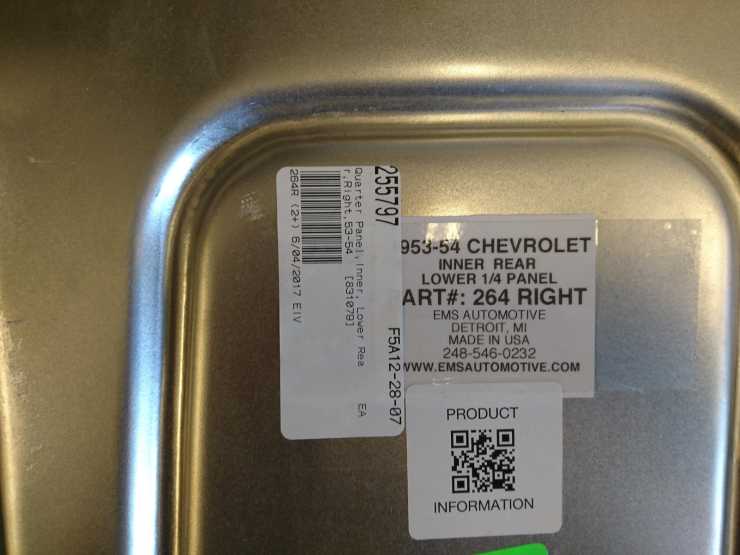 255797
F5A12-28-07
Quarter Panel,Inner, Lower Rea EA
r,Right.53-54 [831079]
264R (2+) 6/04/2017 EIV
953-54 CHEVROLET
INNER REAR
LOWER 1/4 PANEL
ART#: 264 RIGHT
EMS AUTOMOTIVE
DETROIT, MI
MADE IN USA
248-546-0232
WWW.EMSAUTOMOTIVE.COM
PRODUCT
INFORMATION